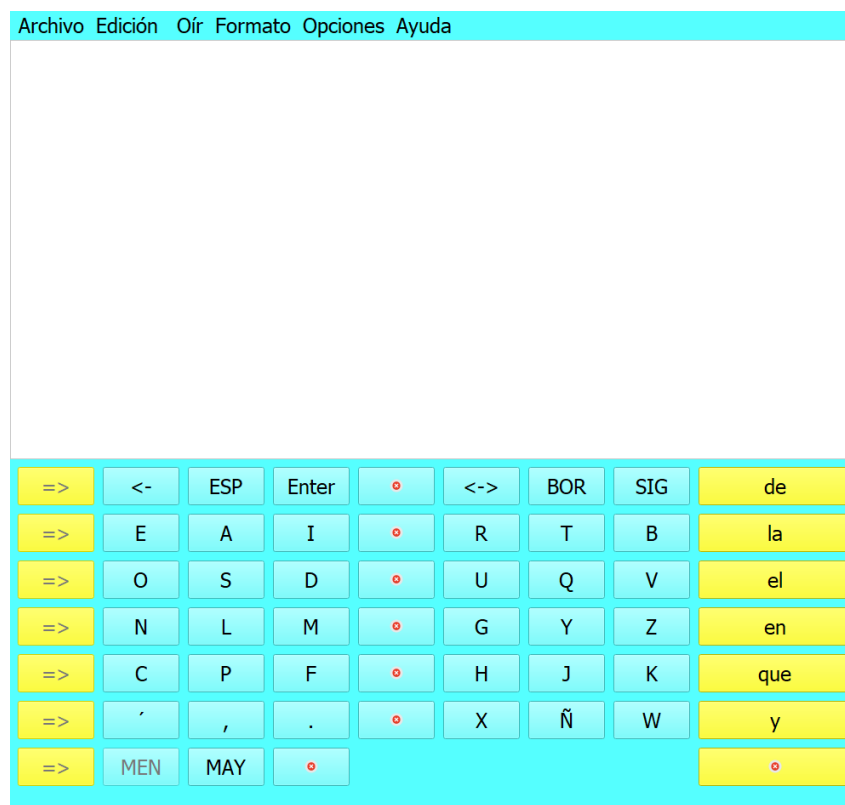 Archivo Edición Oír Formato Opciones Ayuda
=> <- ESP Enter <-> BOR SIG de
=> E A I R T B la
=> O S D U Q V el
=> N L M G Y Z en
=> C P F H J K que
=> ´ , . X Ñ W y
=> MEN MAY